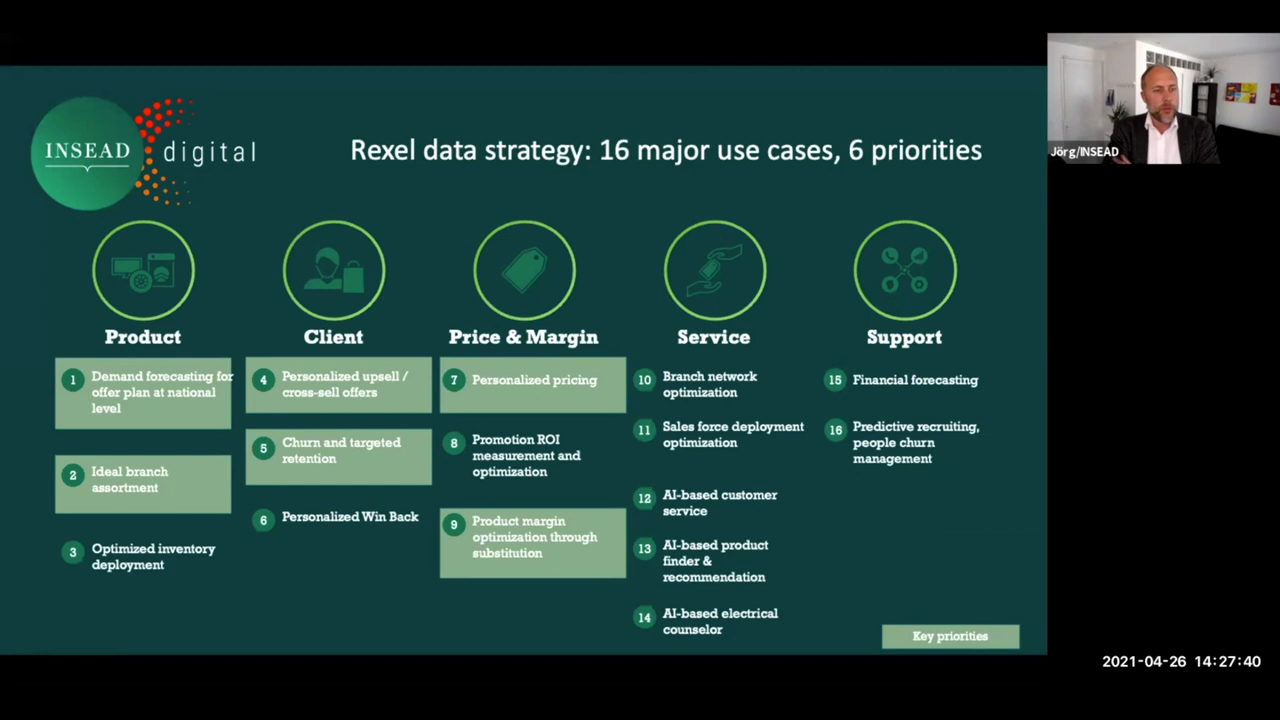 INSEAD
digital
Rexel data strategy: 16 major use cases, 6 priorities
Jörg/INSEAD
Product
1
Demand forecasting for
offer plan at national
level
2
Ideal branch
assortment
3
Optimized inventory
deployment
Client
4
Personalized upsell /
cross-sell offers
5
Churn and targeted
retention
6
Personalized Win Back
Price & Margin
7
Personalized pricing
8
Promotion ROI
measurement and
optimization
9
Product margin
optimization through
substitution
Service
10
Branch network
optimization
11
Sales force deployment
optimization
12
AI-based customer
service
13
AI-based product
finder &
recommendation
14
AI-based electrical
counselor
Support
15
Financial forecasting
16
Predictive recruiting,
people churn
management
Key priorities
2021-04-26 14:27:40